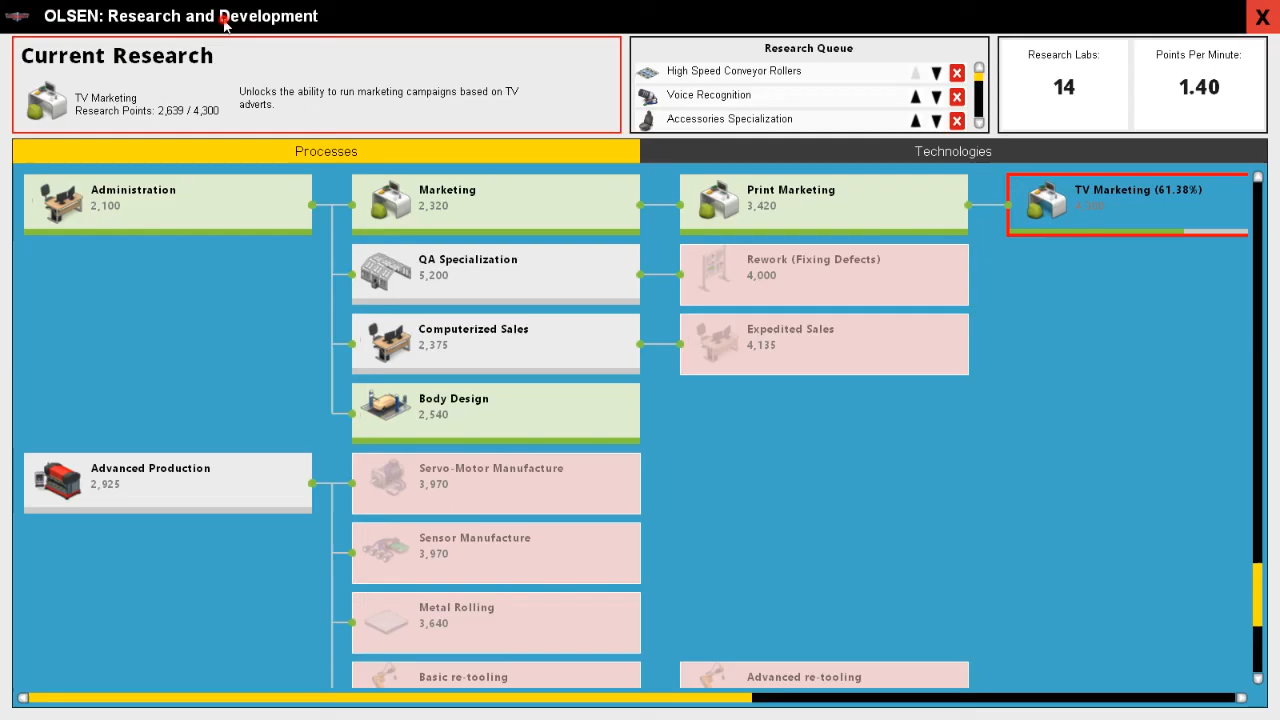 OLSEN: Research and Development
X
Current Research
TV Marketing
Research Points: 2,639 / 4,300
Unlocks the ability to run marketing campaigns based on TV
adverts.
Research Queue
High Speed Conveyor Rollers
Voice Recognition
Accessories Specialization
Research Labs:
14
Points Per Minute:
1.40
Processes
Technologies
Administration
2,100
Marketing
2,320
Print Marketing
3,420
TV Marketing (61.38%)
4,300
QA Specialization
5,200
Rework (Fixing Defects)
4,000
Computerized Sales
2,375
Expedited Sales
4,135
Body Design
2,540
Advanced Production
2,925
Servo-Motor Manufacture
3,970
Sensor Manufacture
3,970
Metal Rolling
3,640
Basic re-tooling
Advanced re-tooling